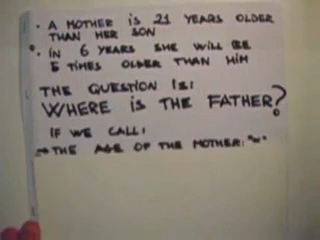 • A MOTHER IS 21 YEARS OLDER
THAN HER SON
• IN 6 YEARS SHE WILL BE
5 TIMES OLDER THAN HIM
THE QUESTION IS:
WHERE IS THE FATHER?
IF WE CALL:
→ THE AGE OF THE MOTHER: "M"